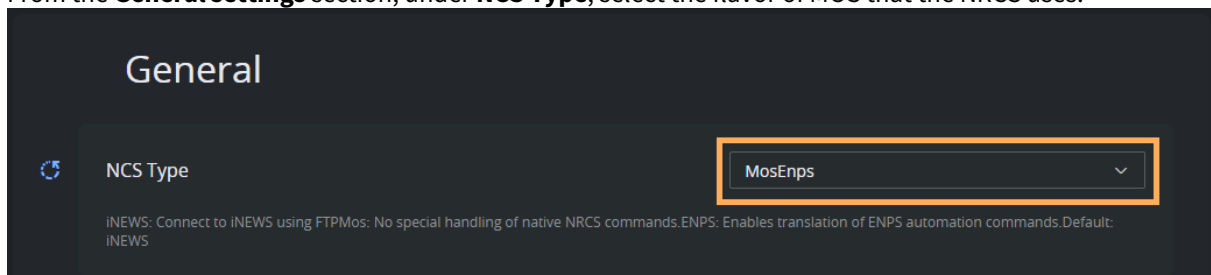 From the General Settings section, under NCS Type, select the flavor of MOS that the NRCS uses.
General
NCS Type
MosEnps
iNEWS: Connect to iNEWS using FTPMos: No special handling of native NRCS commands.ENPS: Enables translation of ENPS automation commands.Default:
iNEWS